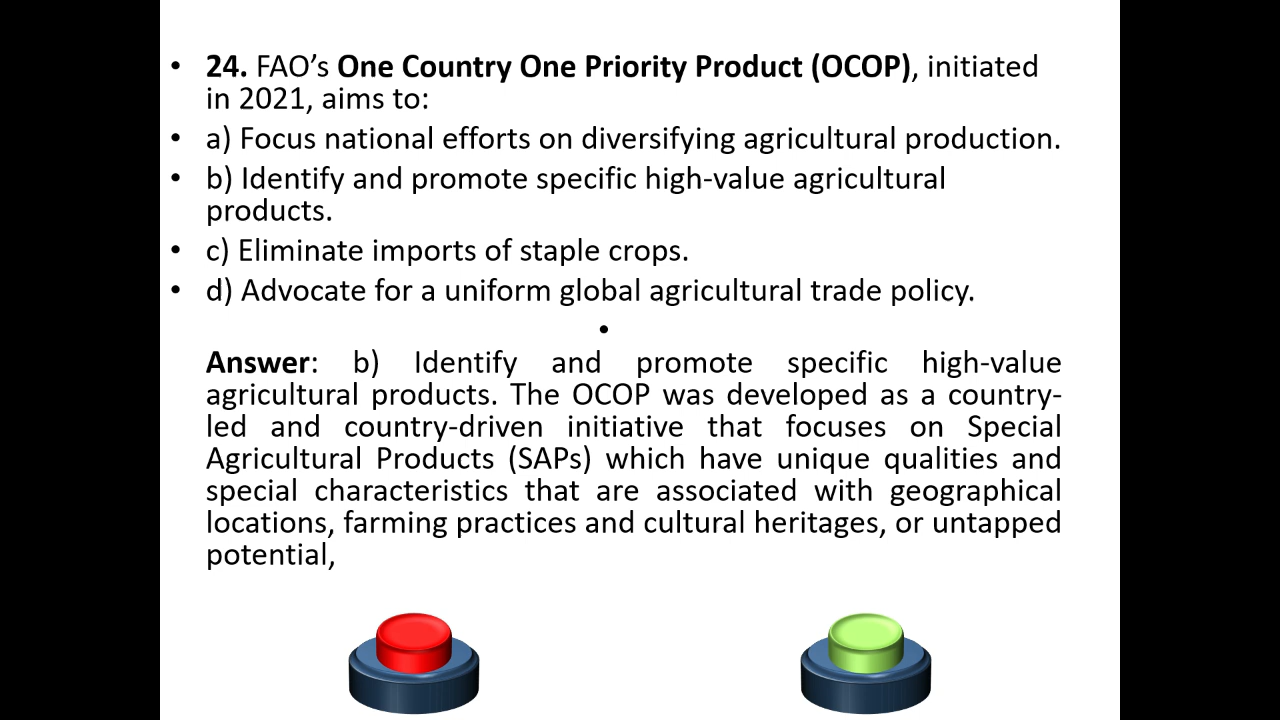 • 24. FAO’s One Country One Priority Product (OCOP), initiated
in 2021, aims to:
• a) Focus national efforts on diversifying agricultural production.
• b) Identify and promote specific high-value agricultural
products.
• c) Eliminate imports of staple crops.
• d) Advocate for a uniform global agricultural trade policy.
•
Answer: b) Identify and promote specific high-value
agricultural products. The OCOP was developed as a country-
led and country-driven initiative that focuses on Special
Agricultural Products (SAPs) which have unique qualities and
special characteristics that are associated with geographical
locations, farming practices and cultural heritages, or untapped
potential,